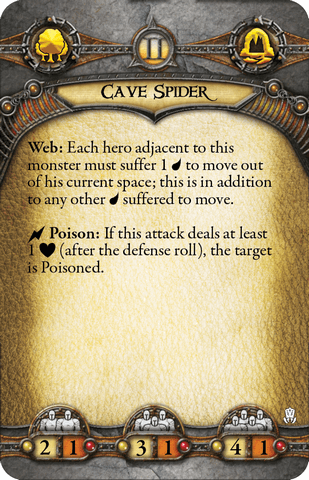 II
CAVE SPIDER
Web: Each hero adjacent to this
monster must suffer 1 to move out
of his current space; this is in addition
to any other suffered to move.
Poison: If this attack deals at least
1 (after the defense roll), the target
is Poisoned.
2 1 3 1 4 1